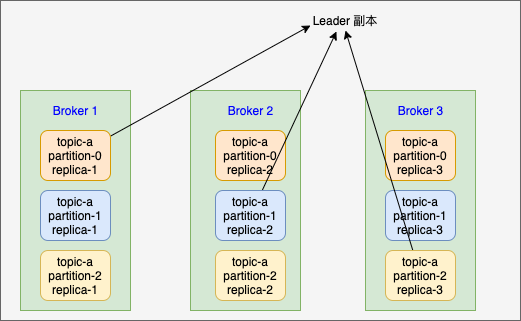 Leader 副本
Broker 1
topic-a
partition-0
replica-1
topic-a
partition-1
replica-1
topic-a
partition-2
replica-1
Broker 2
topic-a
partition-0
replica-2
topic-a
partition-1
replica-2
topic-a
partition-2
replica-2
Broker 3
topic-a
partition-0
replica-3
topic-a
partition-1
replica-3
topic-a
partition-2
replica-3